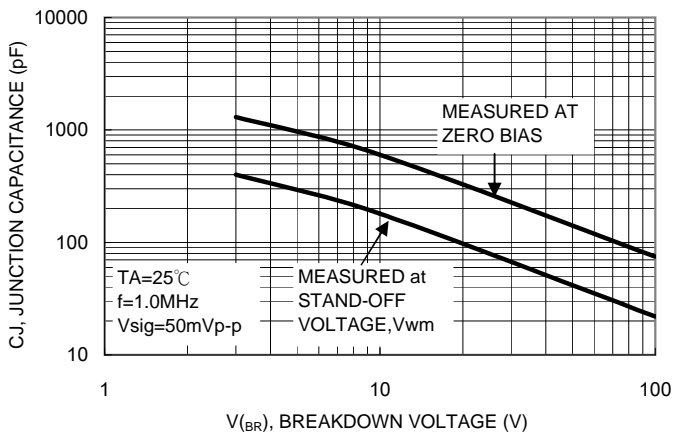 10000
1000
100
10
CJ, JUNCTION CAPACITANCE (pF)
MEASURED AT
ZERO BIAS
TA=25℃
f=1.0MHz
Vsig=50mVp-p
MEASURED at
STAND-OFF
VOLTAGE,Vwm
1
10
100
V(BR), BREAKDOWN VOLTAGE (V)